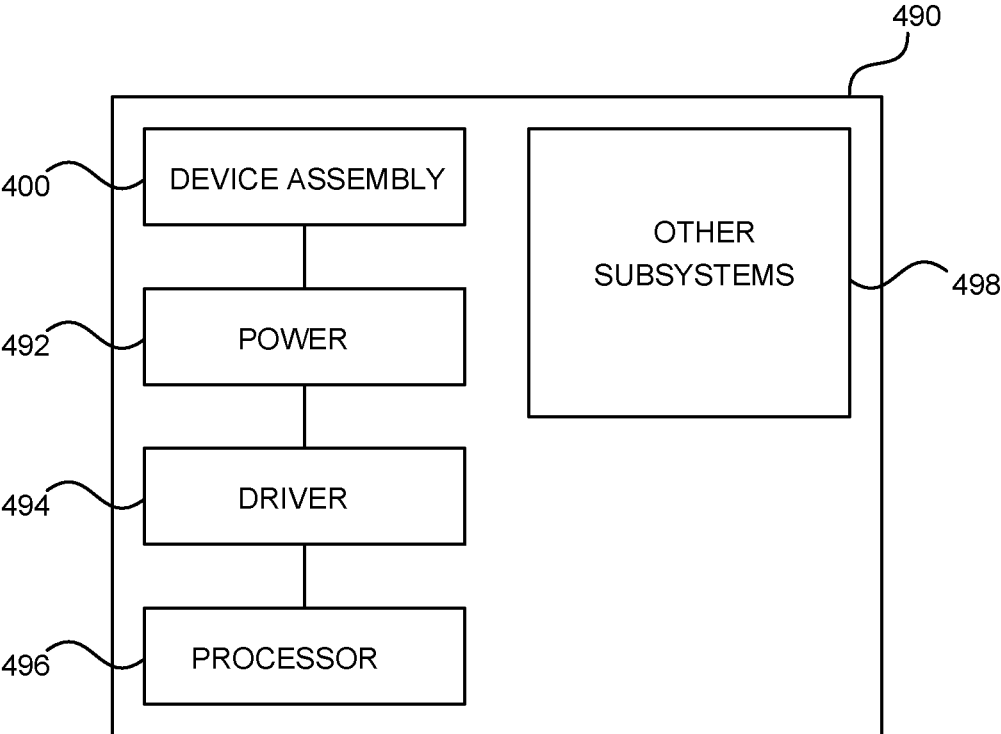 490
400
DEVICE ASSEMBLY
OTHER
SUBSYSTEMS
498
492
POWER
494
DRIVER
496
PROCESSOR